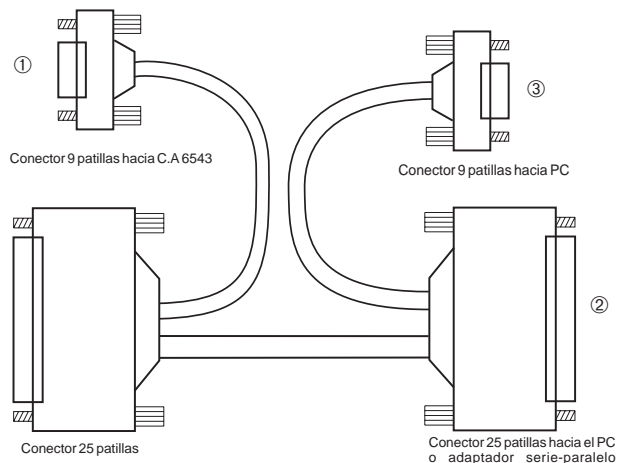 ①
③
Conector 9 patillas hacia C.A 6543
Conector 9 patillas hacia PC
②
Conector 25 patillas
Conector 25 patillas hacia el PC
o adaptador serie-paralelo